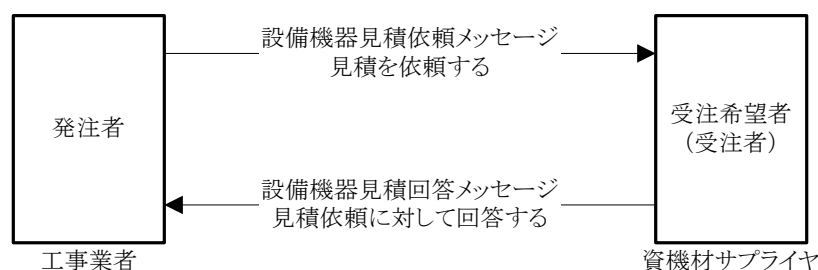 設備機器見積依頼メッセージ
見積を依頼する
発注者
受注希望者
（受注者）
設備機器見積回答メッセージ
見積依頼に対して回答する
工事業者
資機材サプライヤ